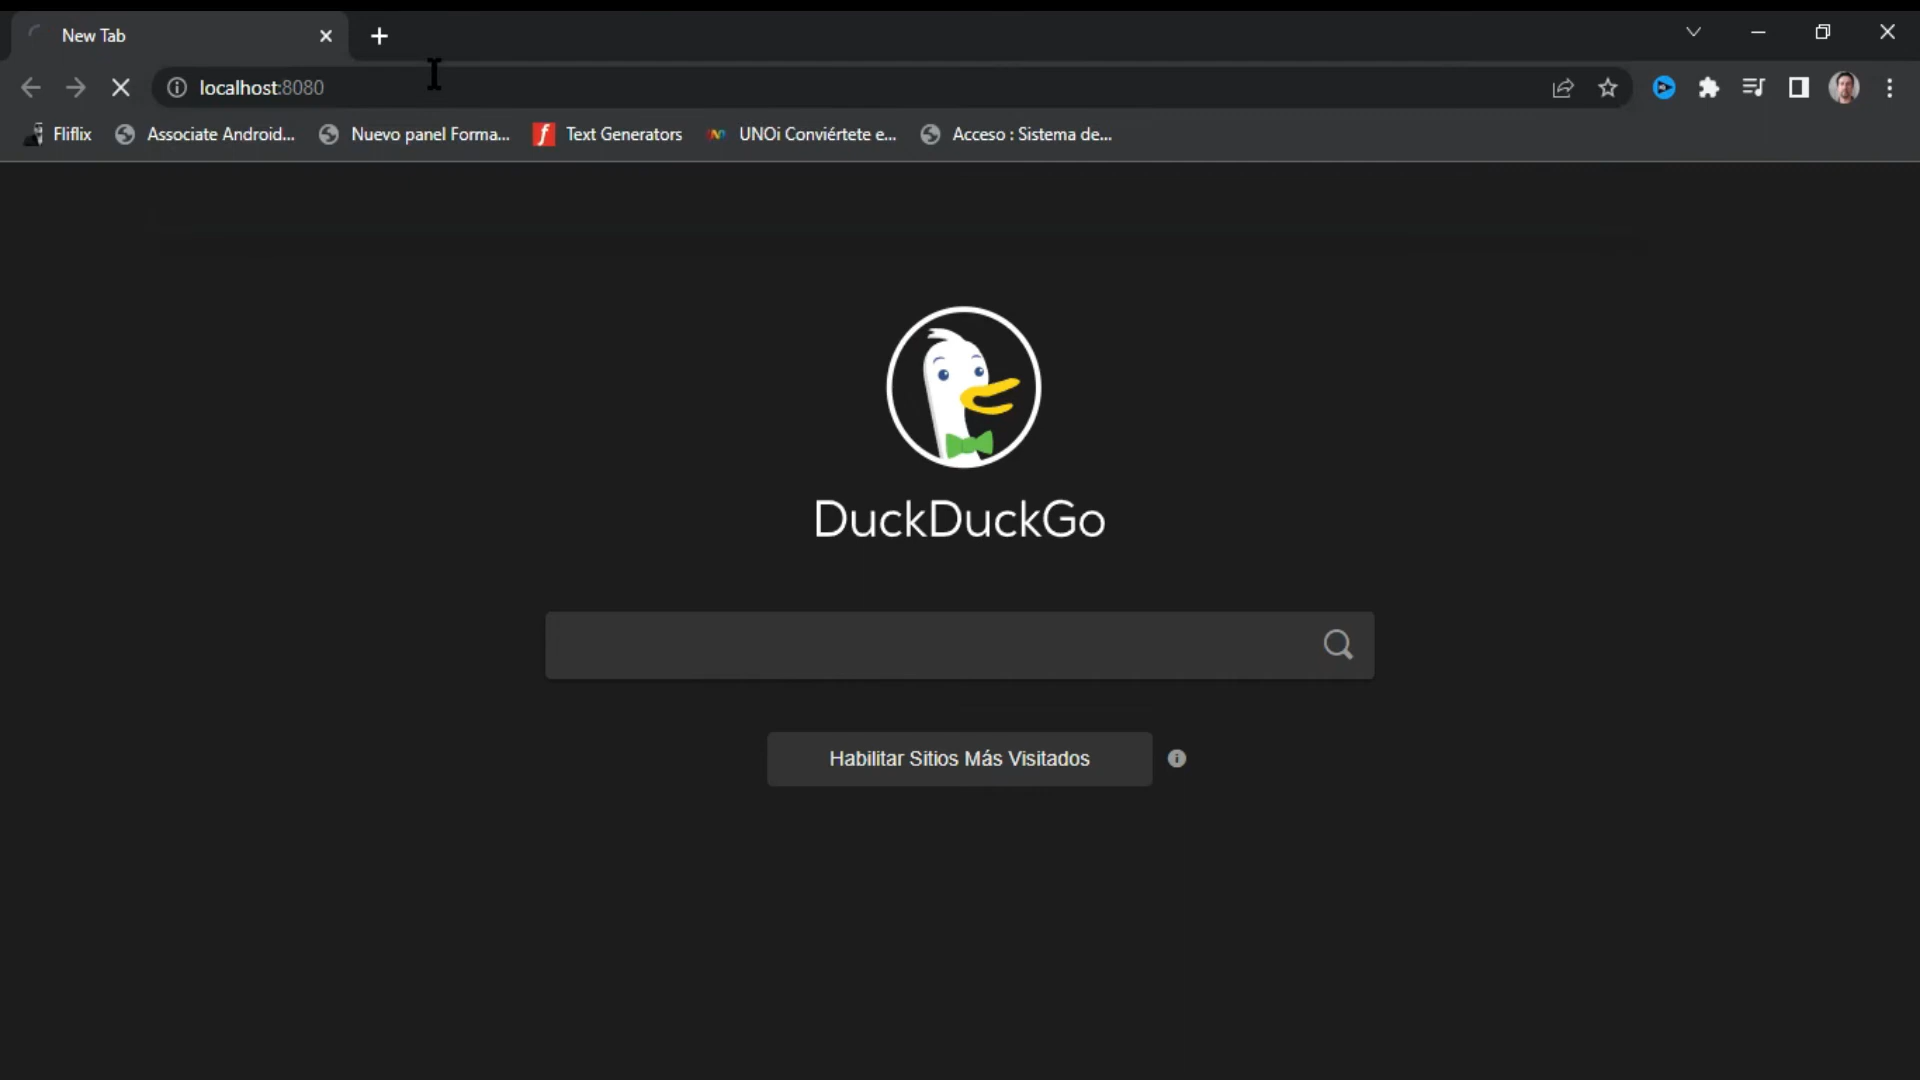 New Tab
localhost:8080
Fliflix
Associate Android...
Nuevo panel Forma...
Text Generators
UNOi Conviértete e...
Acceso : Sistema de...
DuckDuckGo
Habilitar Sitios Más Visitados